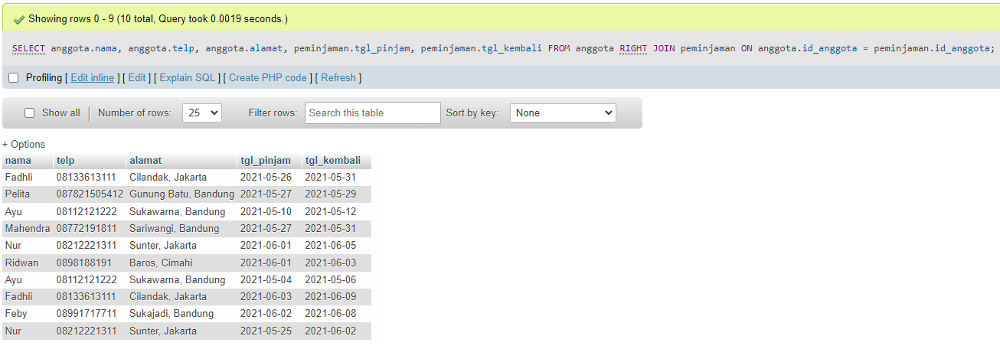 Showing rows 0 - 9 (10 total, Query took 0.0019 seconds.)
SELECT anggota.nama, anggota.telp, anggota.alamat, peminjaman.tgl_pinjam, peminjaman.tgl_kembali FROM anggota RIGHT JOIN peminjaman ON anggota.id_anggota = peminjaman.id_anggota;
Profiling [ Edit inline ] [ Edit ] [ Explain SQL ] [ Create PHP code ] [ Refresh ]
Show all Number of rows: 25 Filter rows: Search this table Sort by key: None
+ Options
nama telp alamat tgl_pinjam tgl_kembali
Fadhli 08133613111 Cilandak, Jakarta 2021-05-26 2021-05-31
Pelita 087821505412 Gunung Batu, Bandung 2021-05-27 2021-05-29
Ayu 08112121222 Sukawarna, Bandung 2021-05-10 2021-05-12
Mahendra 08772191811 Sariwangi, Bandung 2021-05-27 2021-05-31
Nur 08212221311 Sunter, Jakarta 2021-06-01 2021-06-05
Ridwan 0898188191 Baros, Cimahi 2021-06-01 2021-06-03
Ayu 08112121222 Sukawarna, Bandung 2021-05-04 2021-05-06
Fadhli 08133613111 Cilandak, Jakarta 2021-06-03 2021-06-09
Feby 08991717711 Sukajadi, Bandung 2021-06-02 2021-06-08
Nur 08212221311 Sunter, Jakarta 2021-05-25 2021-06-02